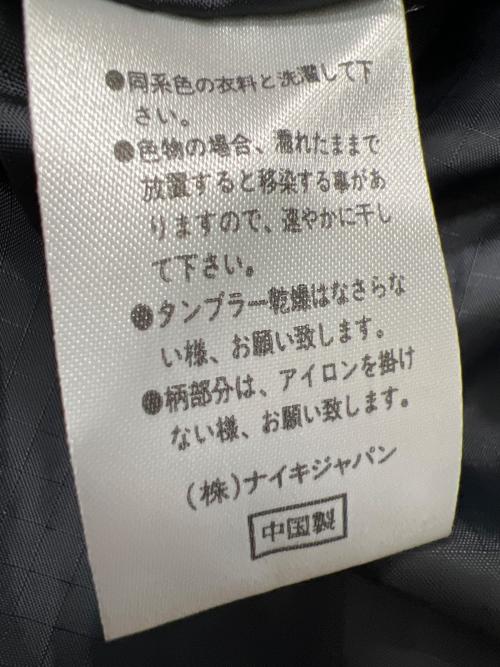 ●同系色の衣料と洗濯して下
さい。
●色物の場合、濡れたままで
放置すると移染する事があ
りますので、速やかに干し
て下さい。
●タンブラー乾燥はなさらな
い様、お願い致します。
●柄部分は、アイロンを掛け
ない様、お願い致します。
(株)ナイキジャパン
中国製